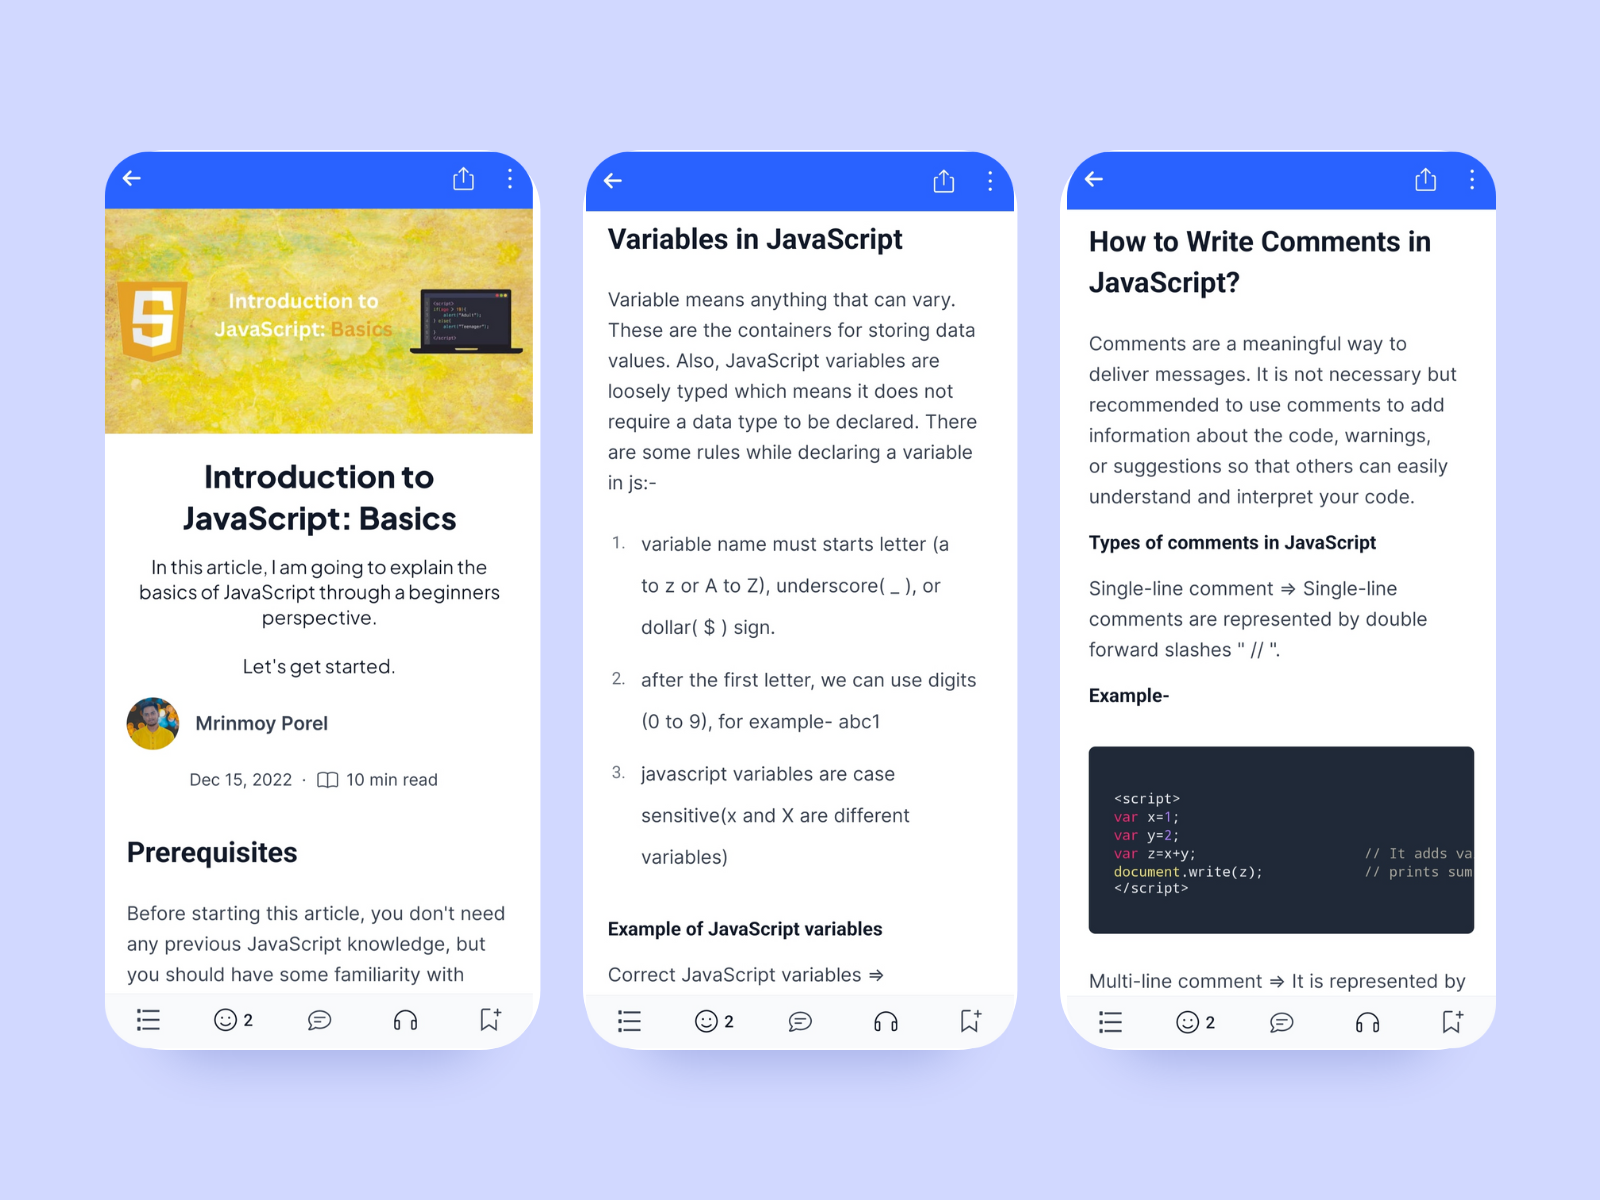 Introduction to
JavaScript: Basics
<script>
alert("Adult");
} else{
alert("Teenager");
}
</script>
Introduction to
JavaScript: Basics
In this article, I am going to explain the
basics of JavaScript through a beginners
perspective.
Let's get started.
Mrinmoy Porel
Dec 15, 2022 · 10 min read
Prerequisites
Before starting this article, you don't need
any previous JavaScript knowledge, but
you should have some familiarity with
2
Variables in JavaScript
Variable means anything that can vary.
These are the containers for storing data
values. Also, JavaScript variables are
loosely typed which means it does not
require a data type to be declared. There
are some rules while declaring a variable
in js:-
1. variable name must starts letter (a
to z or A to Z), underscore( _ ), or
dollar( $ ) sign.
2. after the first letter, we can use digits
(0 to 9), for example- abc1
3. javascript variables are case
sensitive(x and X are different
variables)
Example of JavaScript variables
Correct JavaScript variables ⇒
2
How to Write Comments in
JavaScript?
Comments are a meaningful way to
deliver messages. It is not necessary but
recommended to use comments to add
information about the code, warnings,
or suggestions so that others can easily
understand and interpret your code.
Types of comments in JavaScript
Single-line comment ⇒ Single-line
comments are represented by double
forward slashes " // ".
Example-
<script>
var x=1;
var y=2;
var z=x+y; // It adds va
document.write(z); // prints sum
</script>
Multi-line comment ⇒ It is represented by
2